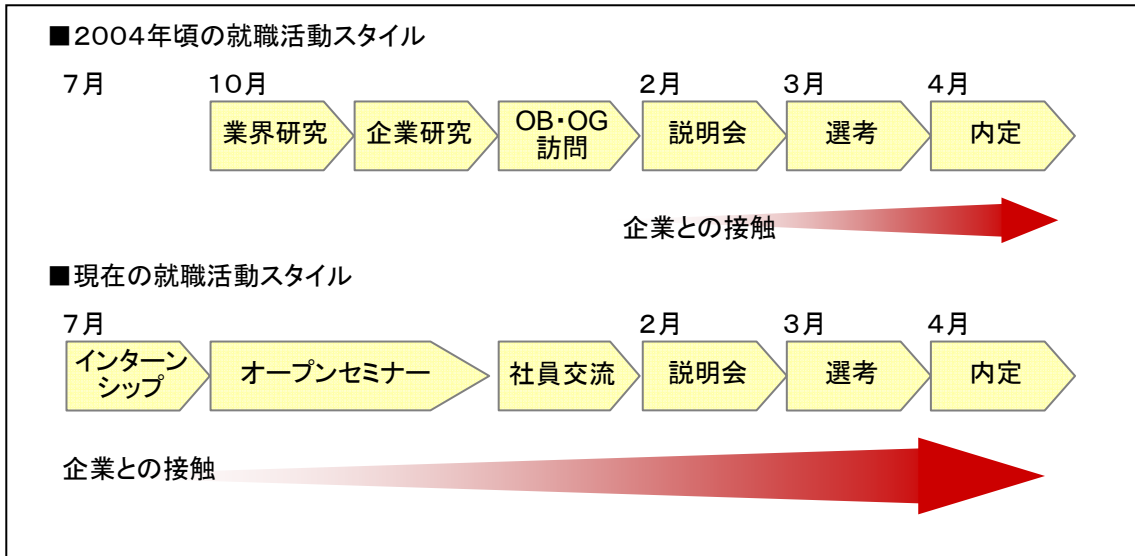 ■2004年頃の就職活動スタイル
7月 10月 2月 3月 4月
業界研究 企業研究 OB・OG 説明会 選考 内定
訪問
企業との接触
■現在の就職活動スタイル
7月 2月 3月 4月
インターン オープンセミナー 社員交流 説明会 選考 内定
シップ
企業との接触